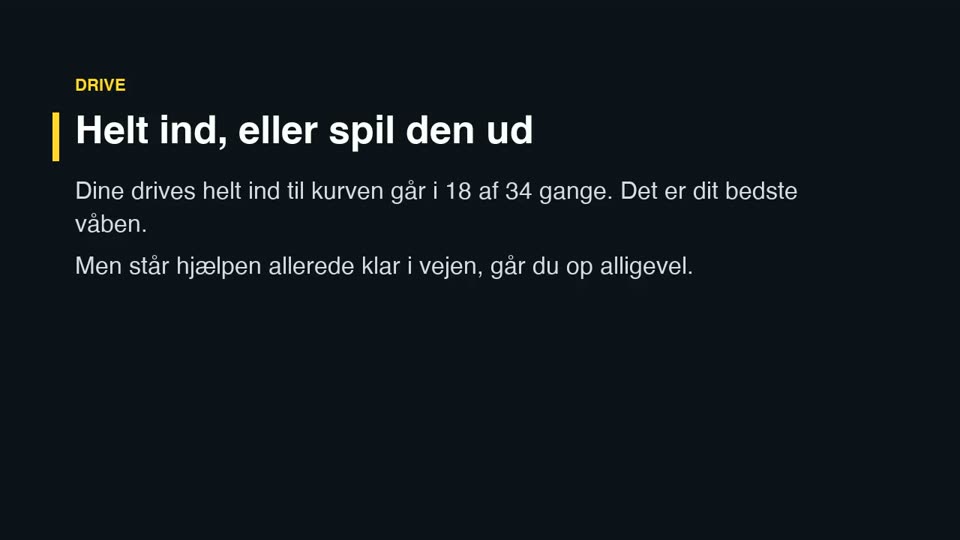 DRIVE
Helt ind, eller spil den ud
Dine drives helt ind til kurven går i 18 af 34 gange. Det er dit bedste
våben.
Men står hjælpen allerede klar i vejen, går du op alligevel.